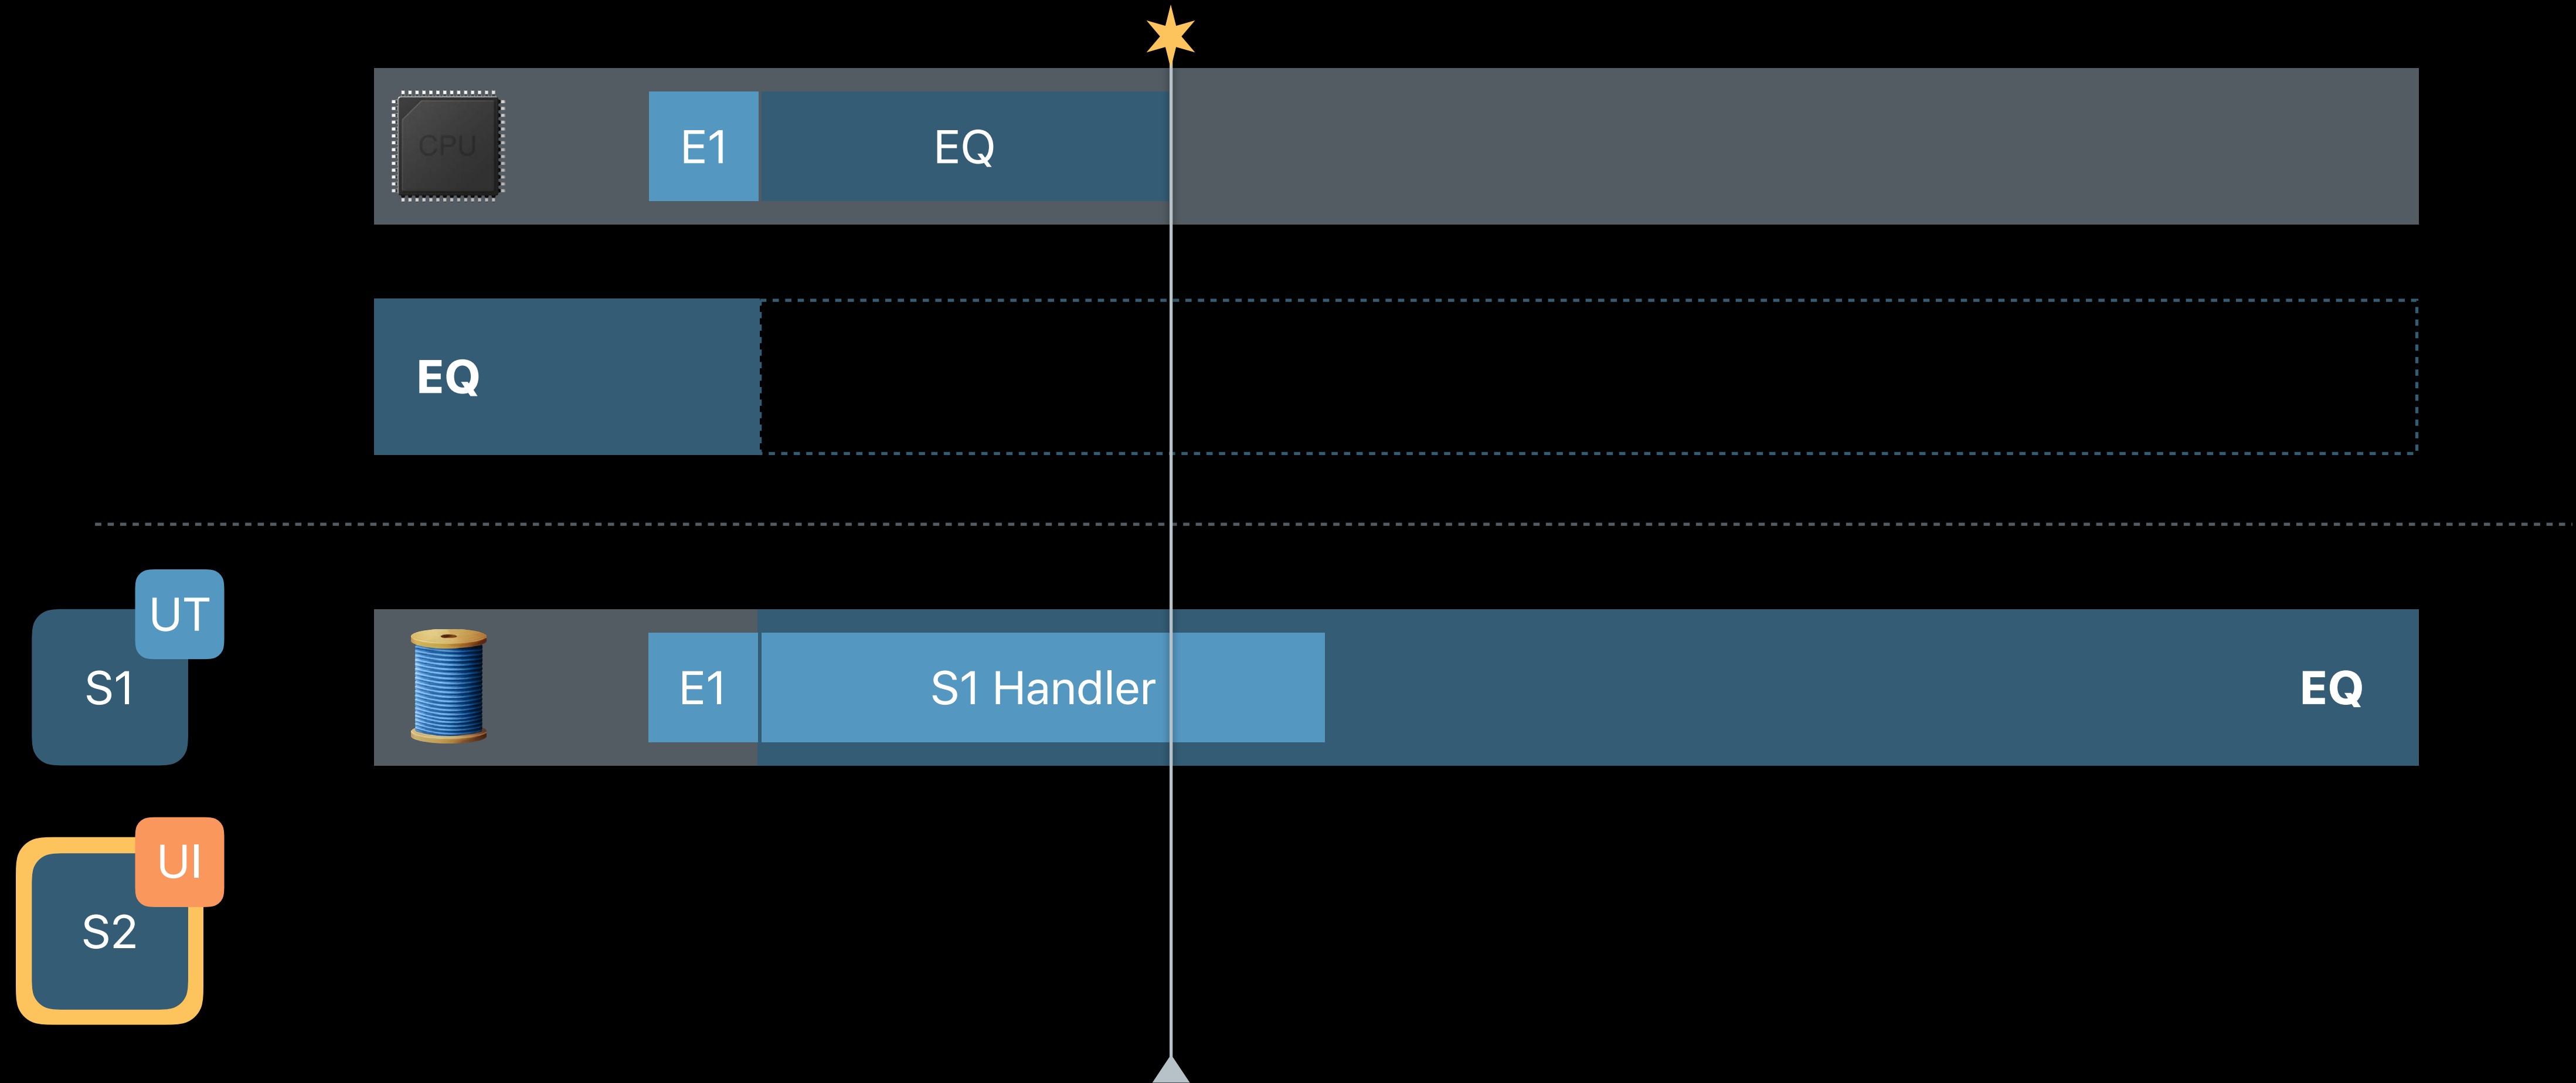 CPU
E1
EQ
EQ
UT
S1
E1
S1 Handler
EQ
UI
S2